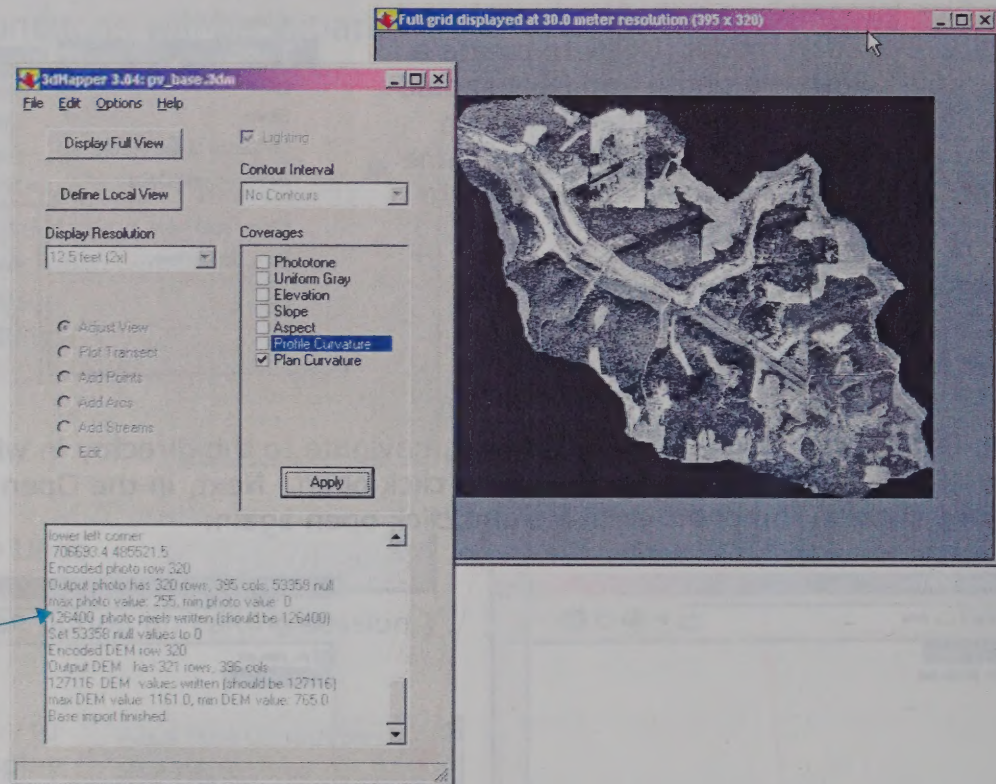 Full grid displayed at 30.0 meter resolution (395 x 320)
3dMapper 3.04: pv_base.3dm
File Edit Options Help
Display Full View
Lighting
Contour Interval
Define Local View
No Contours
Display Resolution
Coverages
12.5 feet (2x)
Phototone
Uniform Gray
Elevation
Slope
Adjust View
Aspect
Plot Transect
Profile Curvature
Add Points
Plan Curvature
Add Arcs
Add Streams
Edit
Apply
lower left corner
706693.4 485621.5
Encoded photo row 320
Output photo has 320 rows, 395 cols, 53358 null
max photo value: 255, min photo value: 0
126400 photo pixels written (should be 126400)
Set 53358 null values to 0
Encoded DEM row 320
Output DEM has 321 rows, 396 cols
127116 DEM values written (should be 127116)
max DEM value: 1161.0, min DEM value: 765.0
Base import finished.